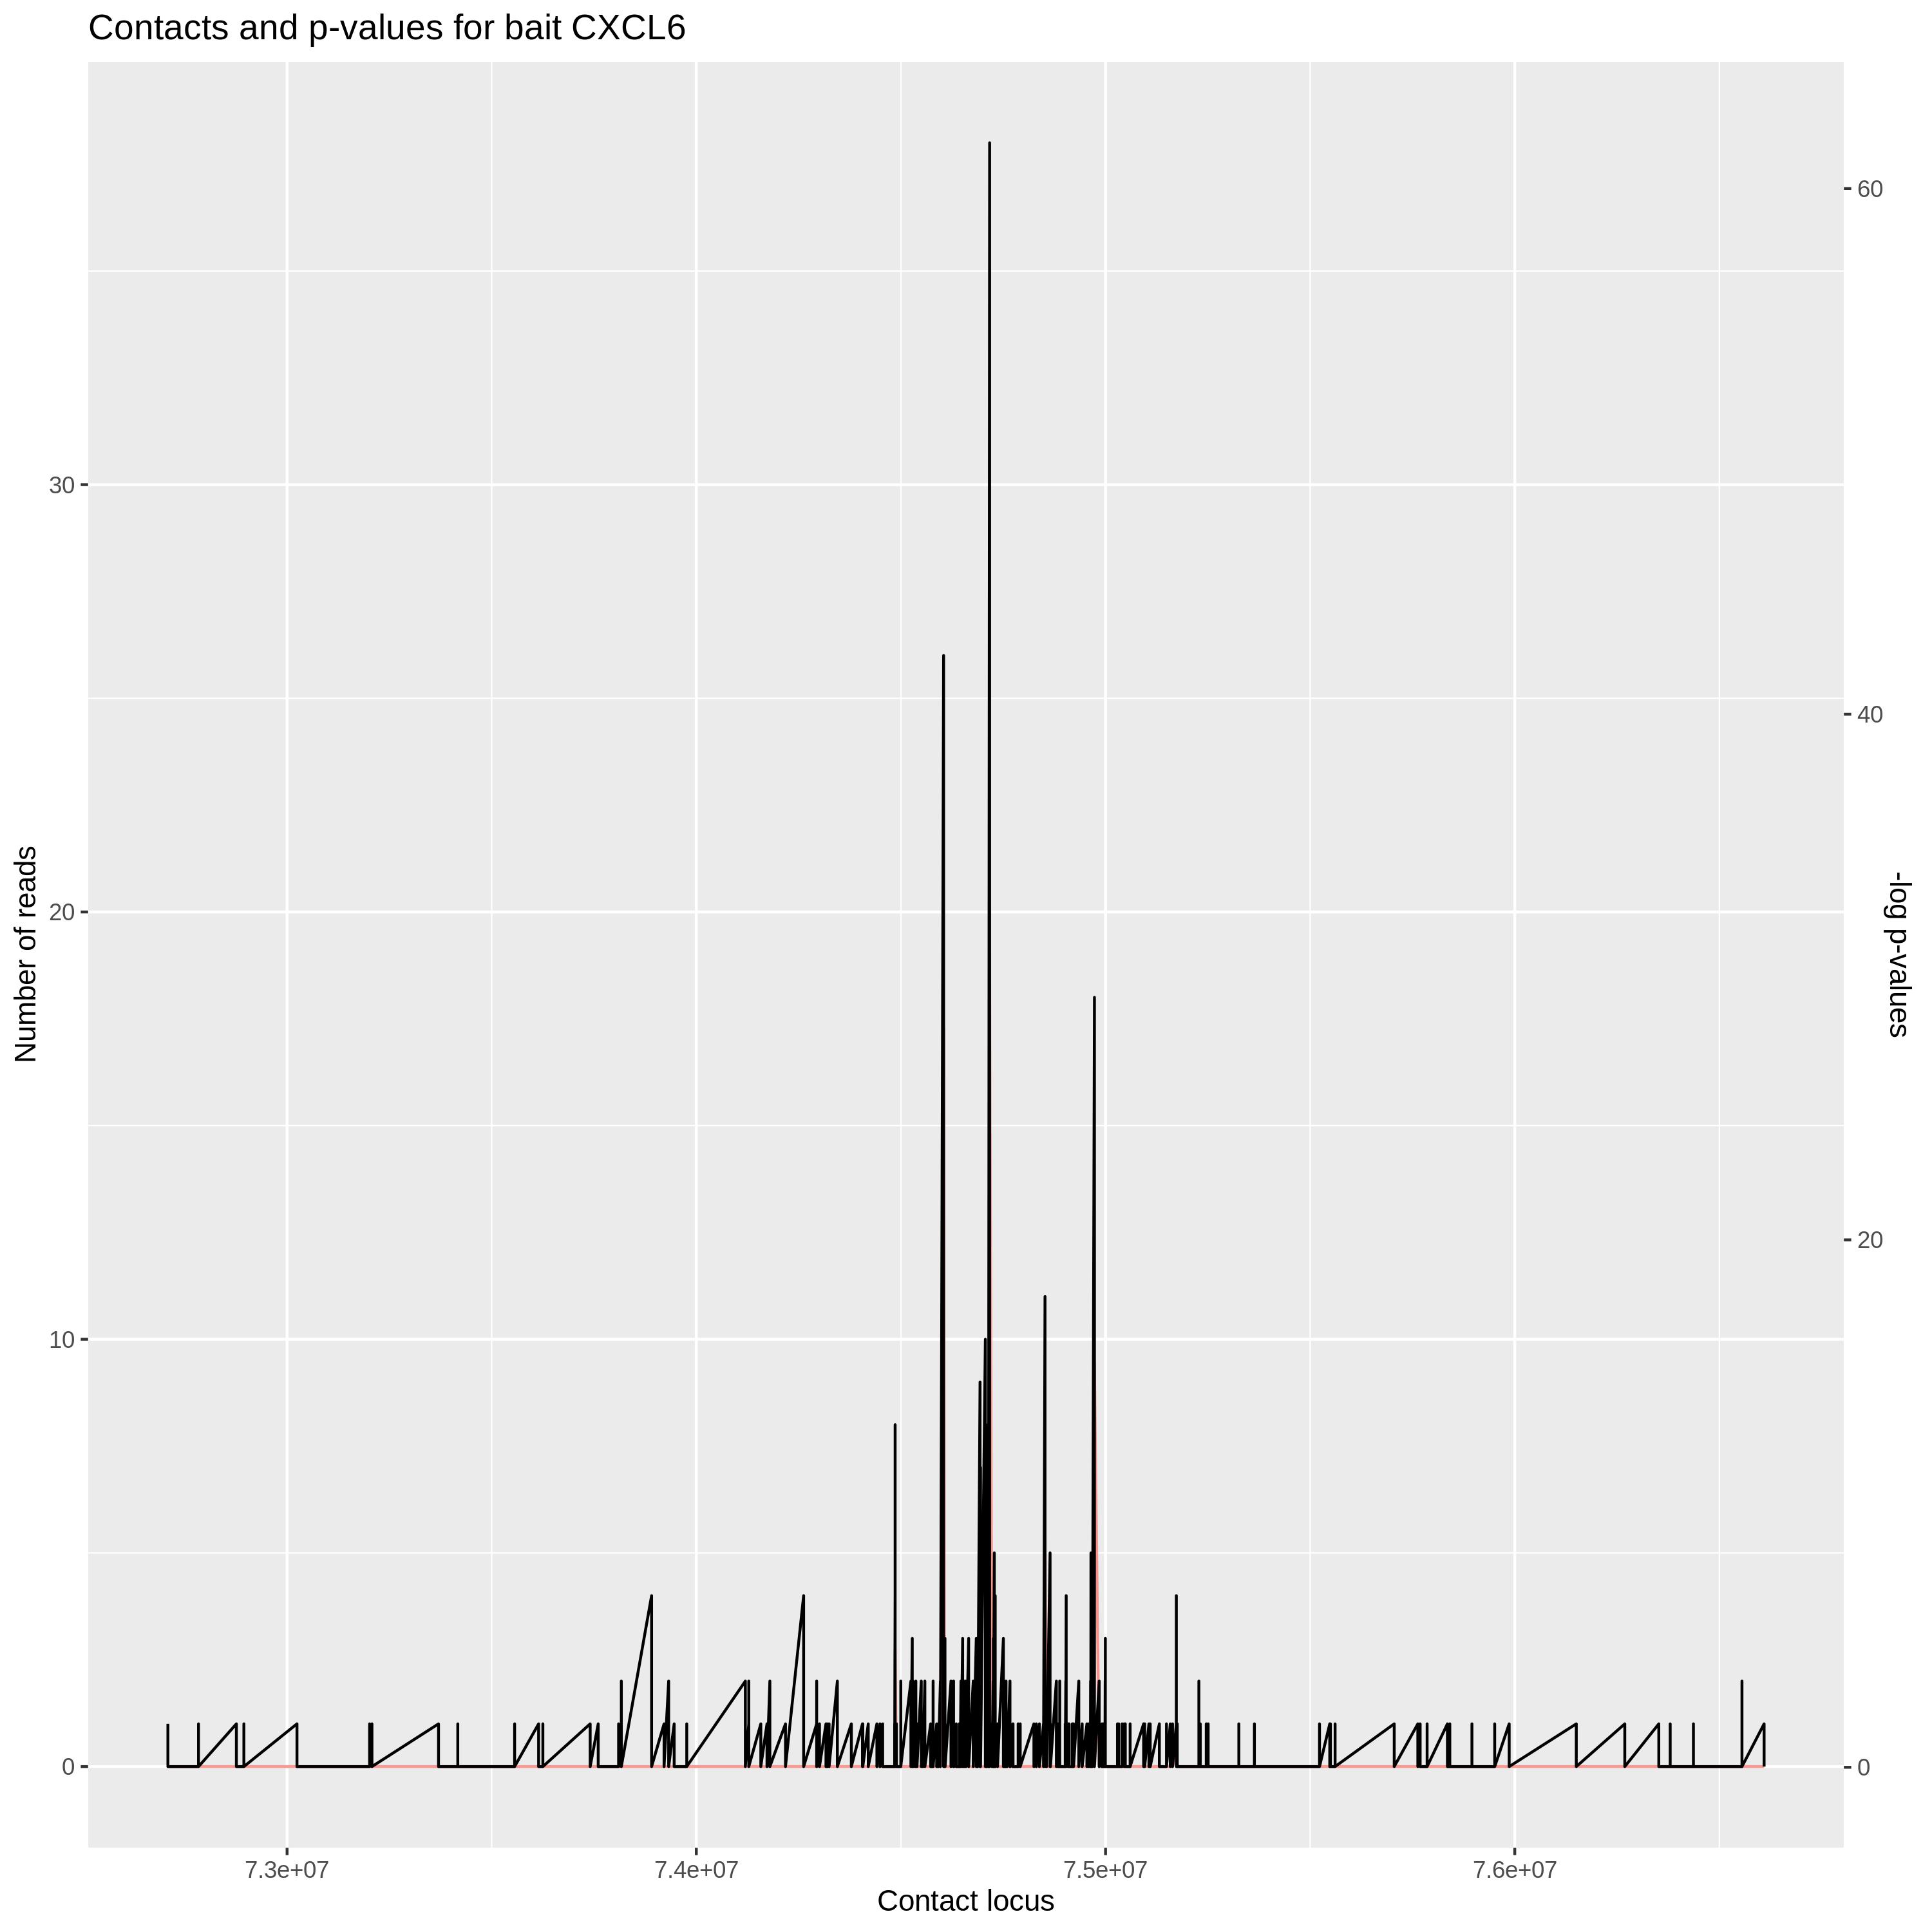 Contacts and p-values for bait CXCL6
Number of reads
30
20
10
0
60
40
20
0
-log p-values
7.3e+07
7.4e+07
7.5e+07
7.6e+07
Contact locus